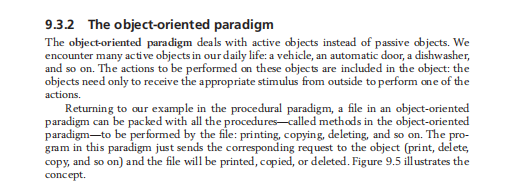 9.3.2 The object-oriented paradigm
The object-oriented paradigm deals with active objects instead of passive objects. We
encounter many active objects in our daily life: a vehicle, an automatic door, a dishwasher,
and so on. The actions to be performed on these objects are included in the object: the
objects need only to receive the appropriate stimulus from outside to perform one of the
actions.
Returning to our example in the procedural paradigm, a file in an object-oriented
paradigm can be packed with all the procedures—called methods in the object-oriented
paradigm—to be performed by the file: printing, copying, deleting, and so on. The pro-
gram in this paradigm just sends the corresponding request to the object (print, delete,
copy, and so on) and the file will be printed, copied, or deleted. Figure 9.5 illustrates the
concept.